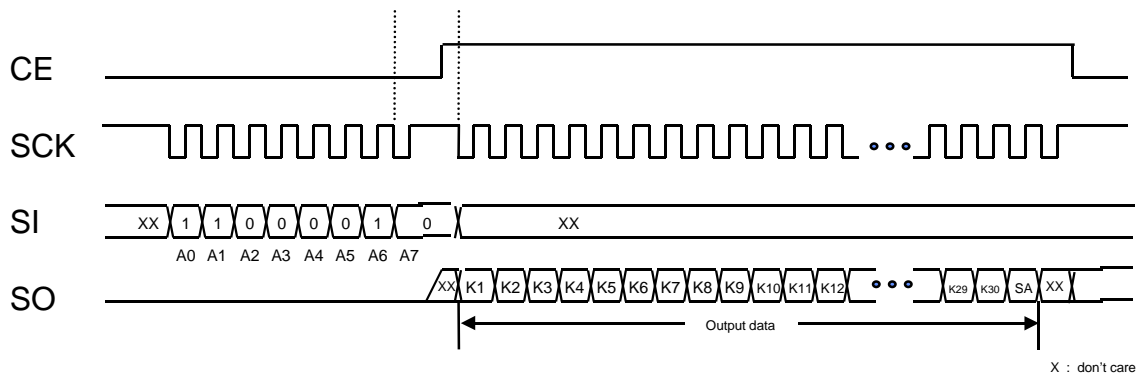 CE
SCK
SI XX 1 1 0 0 0 0 1 0 XX
A0 A1 A2 A3 A4 A5 A6 A7
SO XX K1 K2 K3 K4 K5 K6 K7 K8 K9 K10 K11 K12 K29 K30 SA XX
Output data
X : don't care